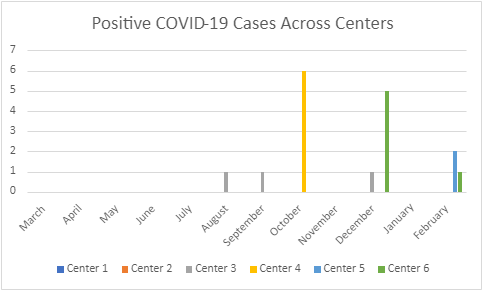 Positive COVID-19 Cases Across Centers
7
6
5
4
3
2
1
0
March April May June July August September October November December January February
Center 1 Center 2 Center 3 Center 4 Center 5 Center 6